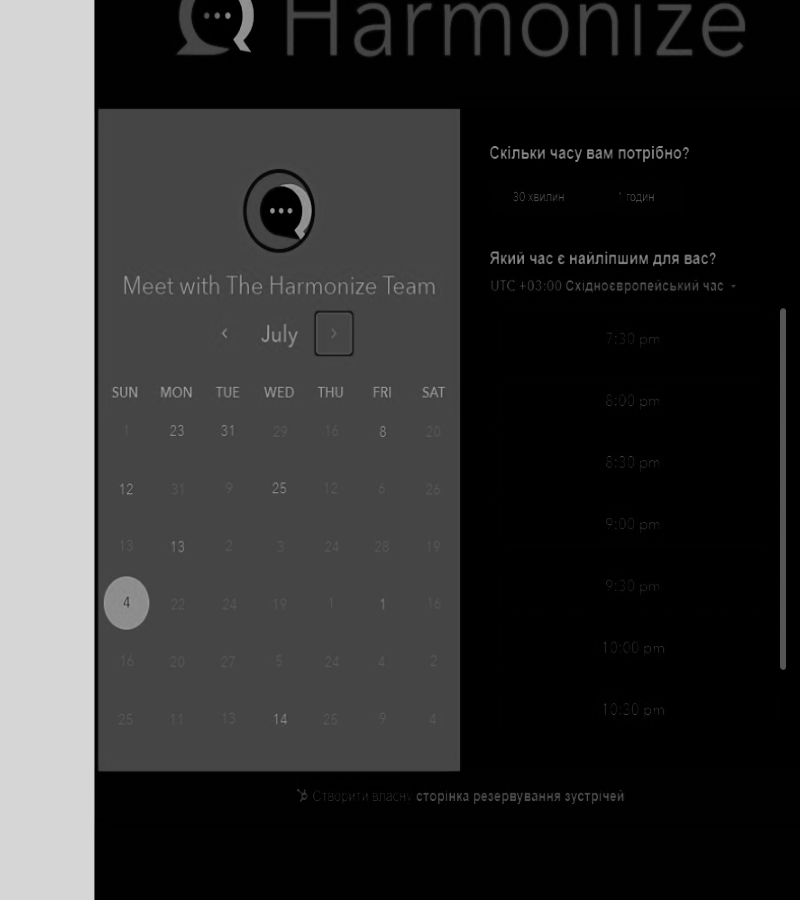 Harmonize
Meet with The Harmonize Team
July
SUN MON TUE WED THU FRI SAT
1 23 31 29 16 8 20
12 31 9 25 12 6 26
13 13 2 3 24 28 19
4 22 24 19 1 1 16
16 20 27 5 24 4 2
25 11 13 14 25 9 4
Скільки часу вам потрібно?
30 хвилин 1 годин
Який час є найліпшим для вас?
UTC +03:00 Східноєвропейський час
7:30 pm
8:00 pm
8:30 pm
9:00 pm
9:30 pm
10:00 pm
10:30 pm
Створити власну сторінка резервування зустрічей